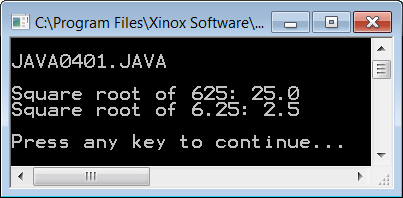 C:\Program Files\Xinox Software\...
JAVA0401.JAVA
Square root of 625: 25.0
Square root of 6.25: 2.5
Press any key to continue...